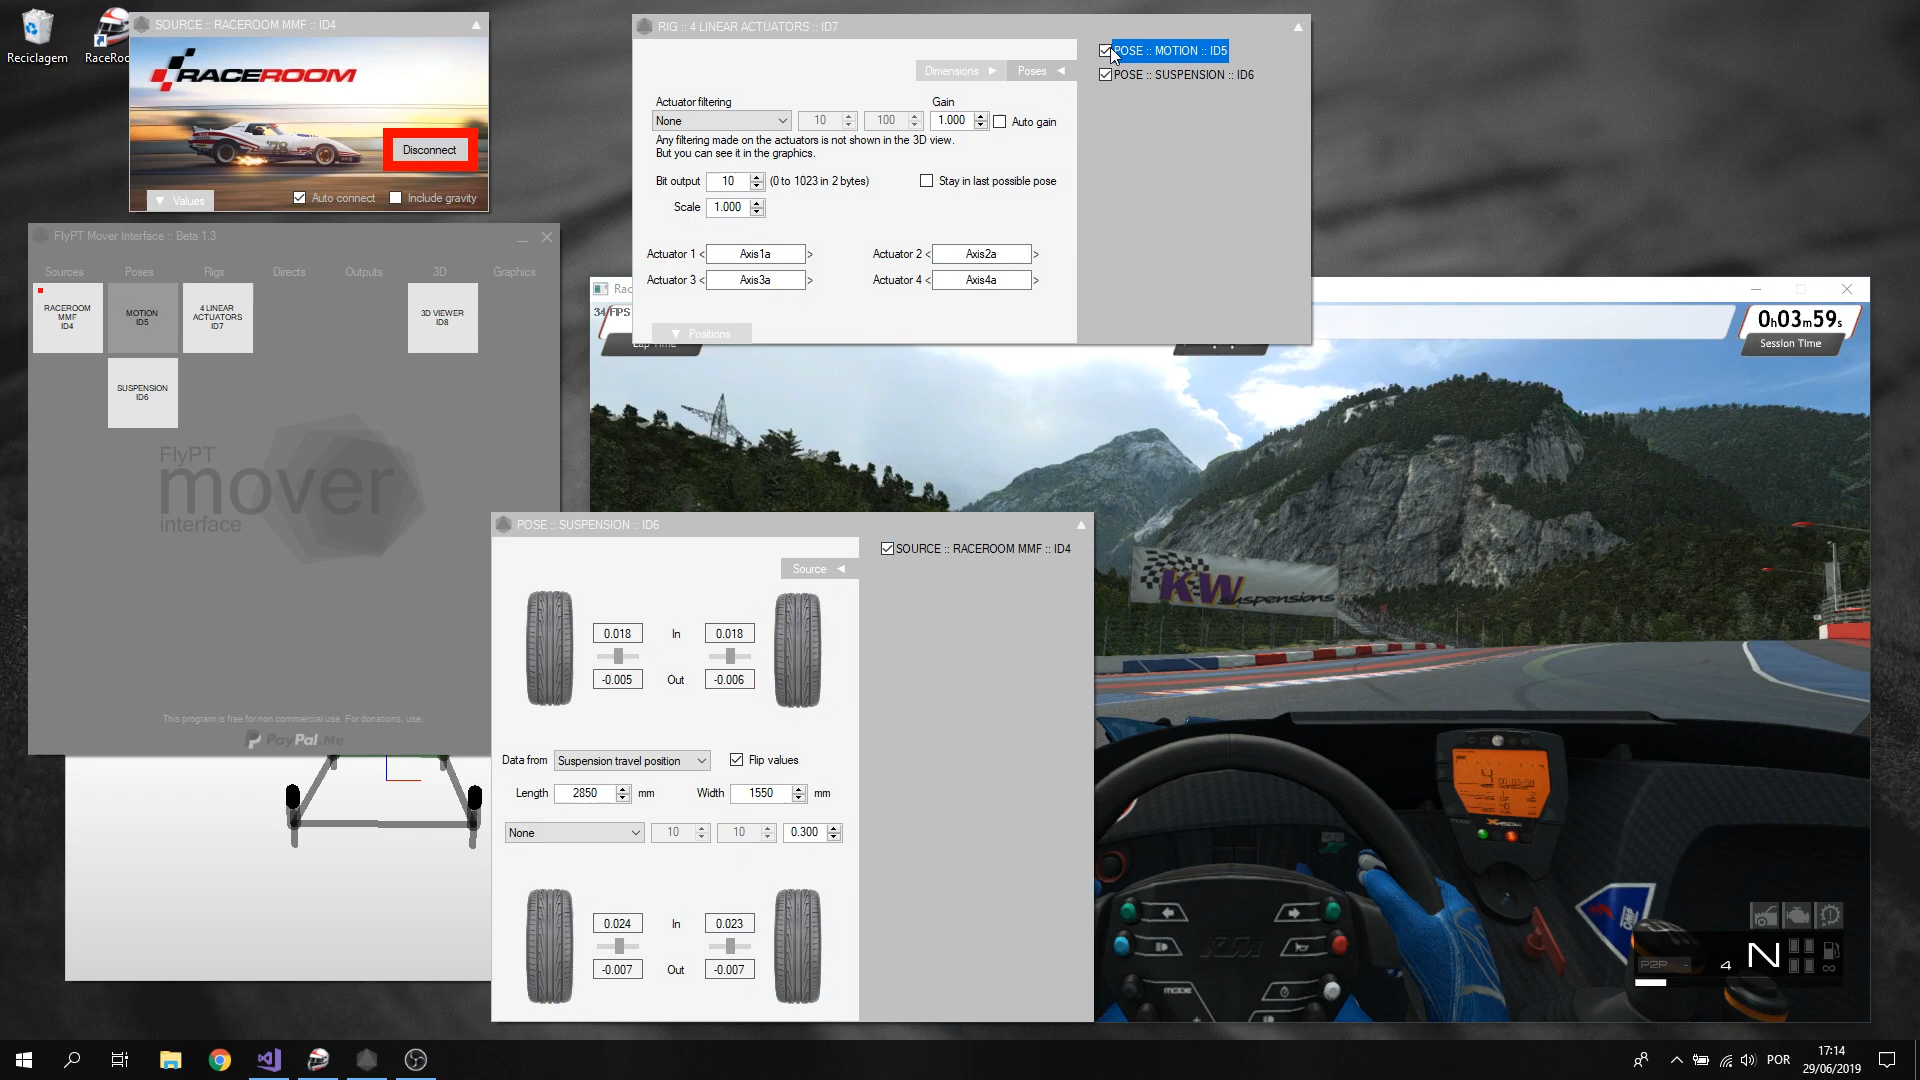 Reciclagem
RaceRoo
SOURCE :: RACEROOM MMF :: ID4
RACEROOM
Disconnect
Values
Auto connect
Include gravity
FlyPT Mover Interface :: Beta 1.3
Sources
Poses
Rigs
Directs
Outputs
3D
Graphics
RACEROOM
MMF
ID4
MOTION
ID5
4 LINEAR
ACTUATORS
ID7
3D VIEWER
ID8
SUSPENSION
ID6
FlyPT
mover
interface
This program is free for non commercial use. For donations, use:
PayPal Me
RIG :: 4 LINEAR ACTUATORS :: ID7
Dimensions
Poses
POSE :: MOTION :: ID5
POSE :: SUSPENSION :: ID6
Actuator filtering
Gain
None
10
100
1.000
Auto gain
Any filtering made on the actuators is not shown in the 3D view.
But you can see it in the graphics.
Bit output
10
(0 to 1023 in 2 bytes)
Stay in last possible pose
Scale
1.000
Actuator 1 <
Axis1a
>
Actuator 2 <
Axis2a
>
Actuator 3 <
Axis3a
>
Actuator 4 <
Axis4a
>
Positions
Rac
34 FPS
Lap Time
0h03m59s
Session Time
POSE :: SUSPENSION :: ID6
SOURCE :: RACEROOM MMF :: ID4
Source
0.018
In
0.018
-0.005
Out
-0.006
Data from
Suspension travel position
Flip values
Length
2850
mm
Width
1550
mm
None
10
10
0.300
0.024
In
0.023
-0.007
Out
-0.007
KW
suspensions
4
KTM
MODE
P2P -
4
N
∞
POR
17:14
29/06/2019